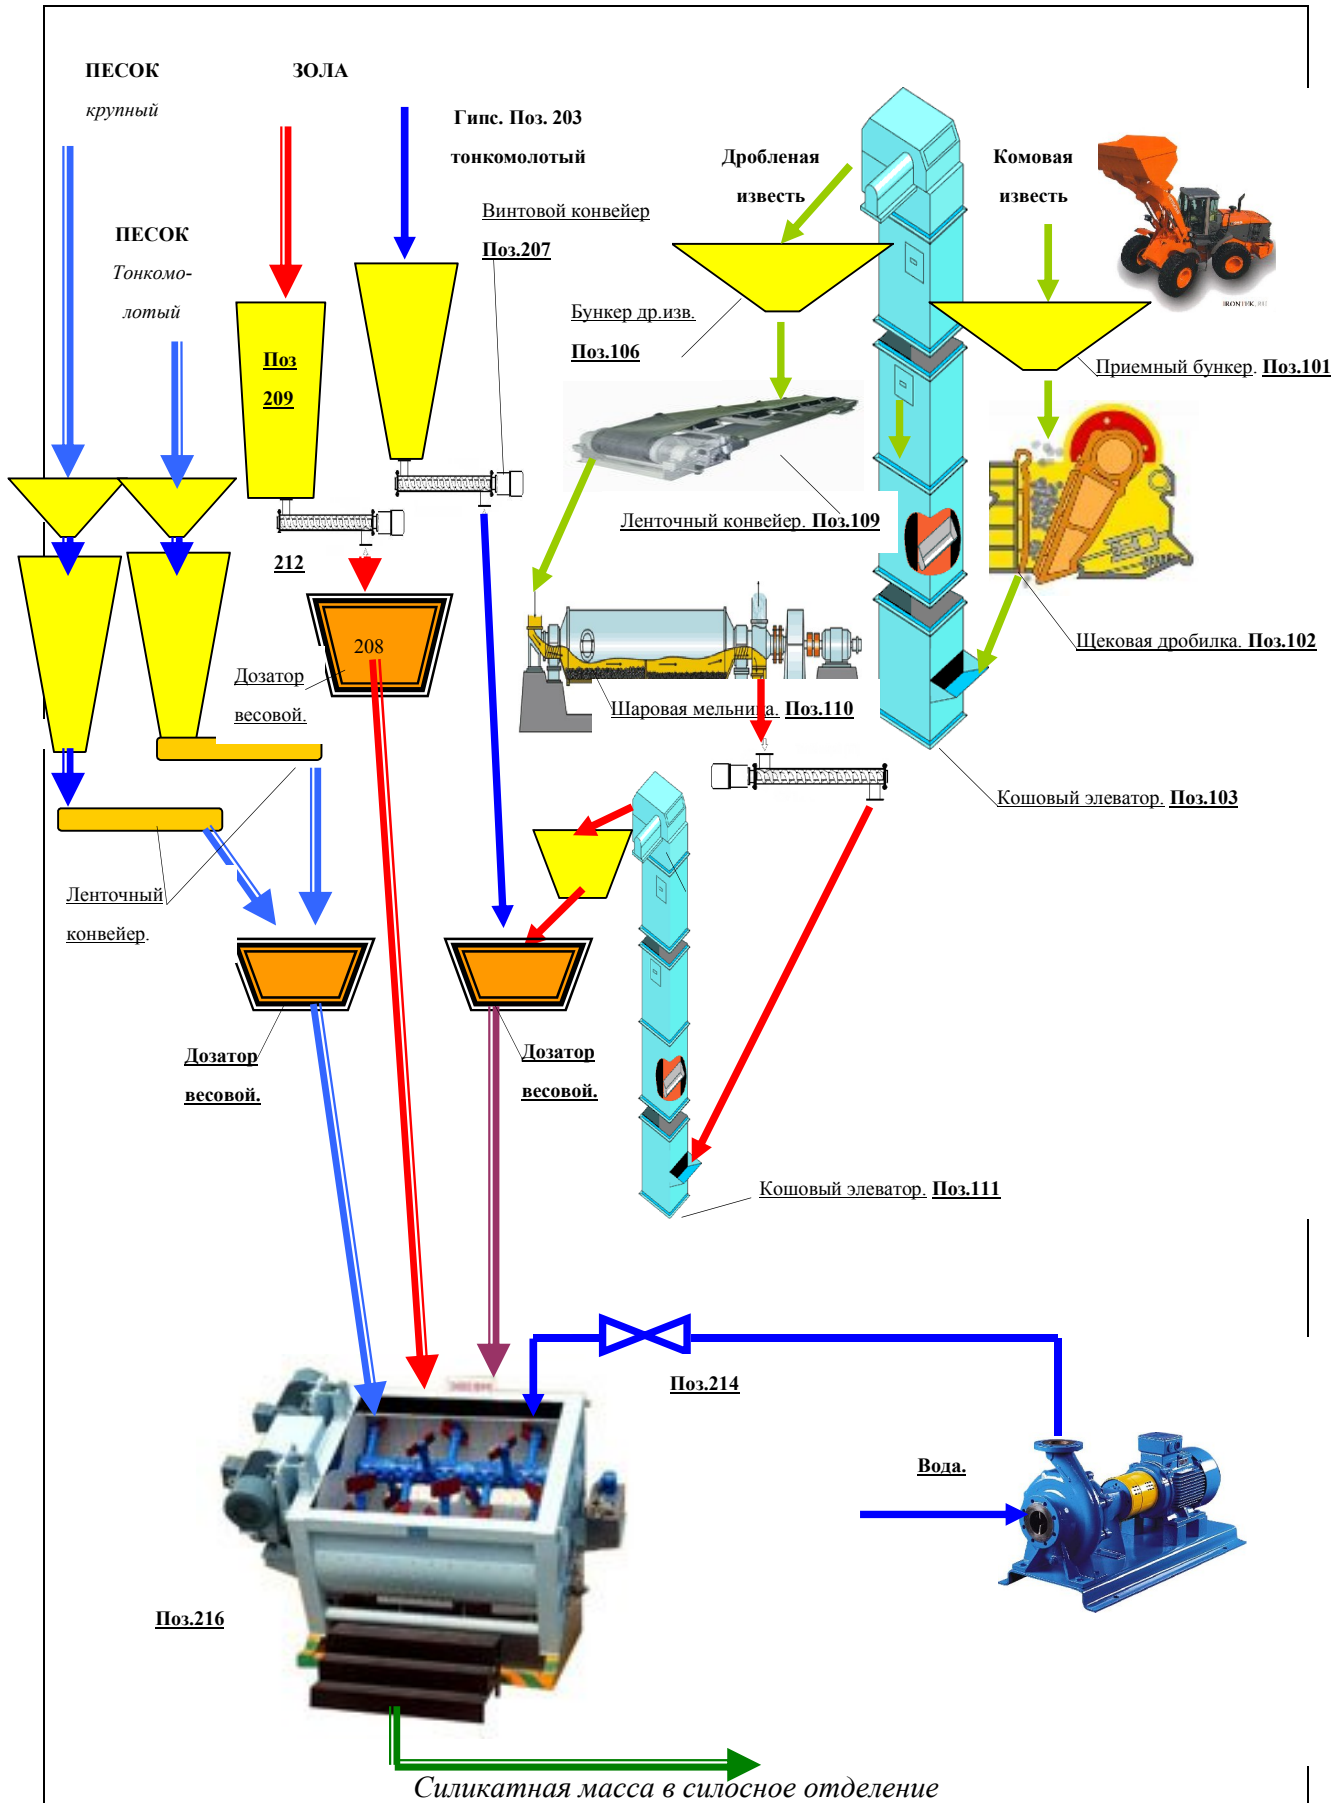 ПЕСОК
крупный
ЗОЛА
Гипс. Поз. 203
тонкомолотый
Дробленая
известь
Комовая
известь
Винтовой конвейер
Поз.207
ПЕСОК
Тонкомо-
лотый
IRONTEK.RU
Бункер др.изв.
Поз.106
Поз
209
Приемный бункер. Поз.101
Ленточный конвейер. Поз.109
212
208
Дозатор
весовой.
Щековая дробилка. Поз.102
Шаровая мельница. Поз.110
Кошовый элеватор. Поз.103
Ленточный
конвейер.
Дозатор
весовой.
Дозатор
весовой.
Кошовый элеватор. Поз.111
Поз.214
Вода.
Поз.216
Силикатная масса в силосное отделение